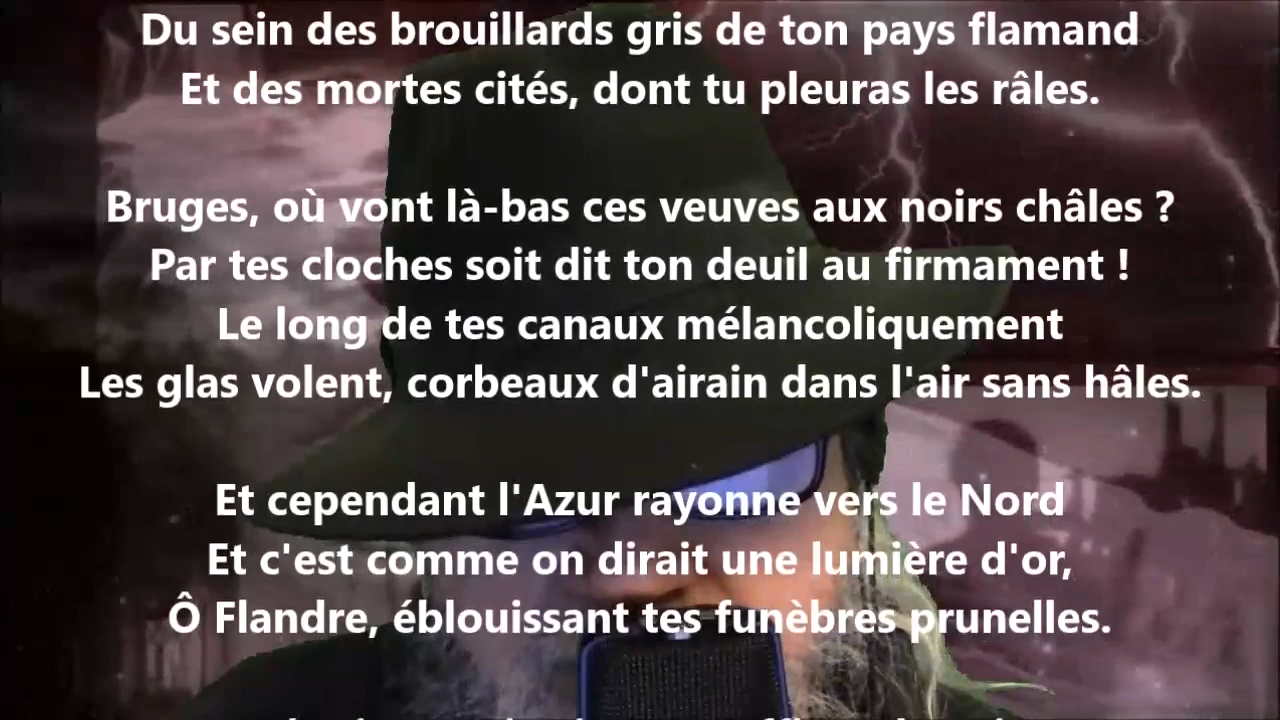 Du sein des brouillards gris de ton pays flamand
Et des mortes cités, dont tu pleuras les râles.
Bruges, où vont là-bas ces veuves aux noirs châles ?
Par tes cloches soit dit ton deuil au firmament !
Le long de tes canaux mélancoliquement
Les glas volent, corbeaux d'airain dans l'air sans hâles.
Et cependant l'Azur rayonne vers le Nord
Et c'est comme on dirait une lumière d'or,
Ô Flandre, éblouissant tes funèbres prunelles.